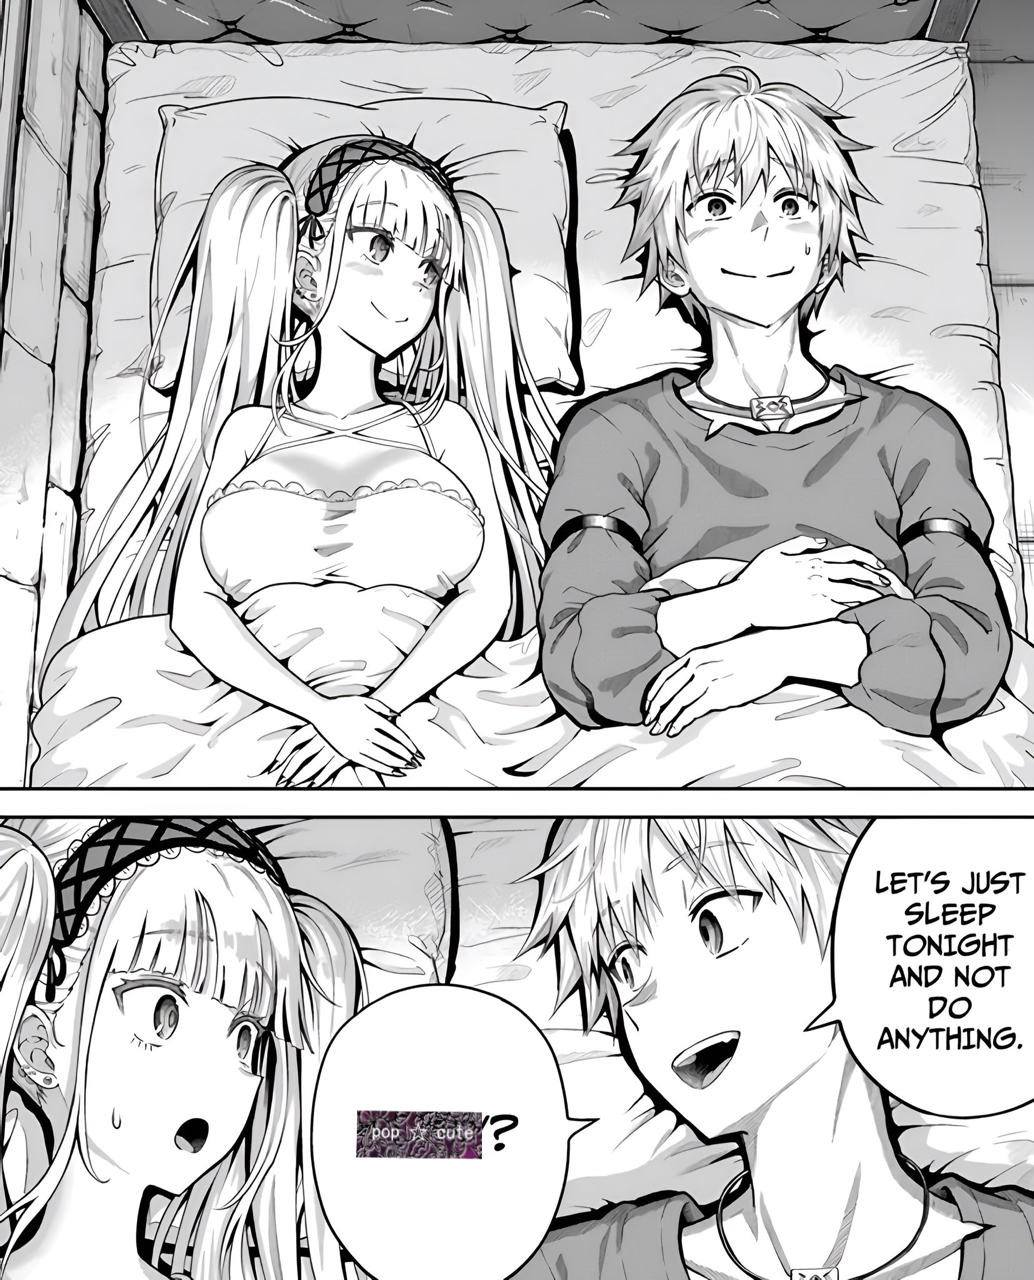 LET'S JUST
SLEEP
TONIGHT
AND NOT
DO
ANYTHING.
pop ☆ cute
?